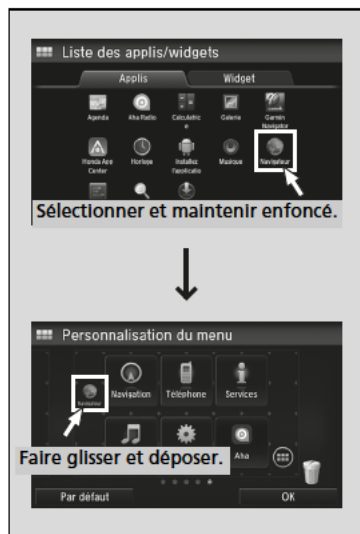 Liste des applis/widgets
Applis Widget
Agenda Aha Radio Calculatric e Galerie Garmin Navigator
Honda App Center Horloge Installez l'applicatio Musique Navigateur
Sélectionner et maintenir enfoncé.
Personnalisation du menu
Navigation Téléphone Services
Aha
Faire glisser et déposer.
Par défaut OK